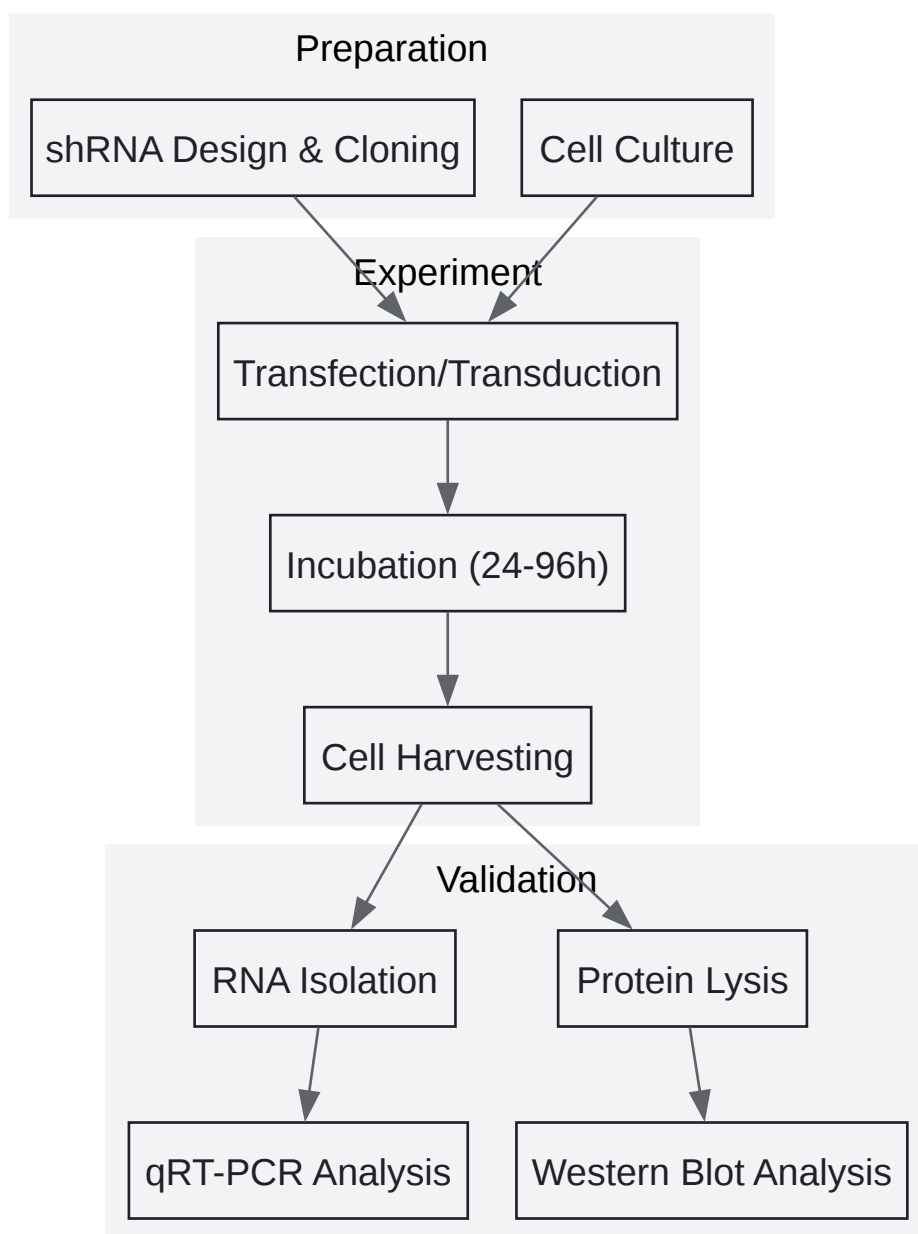 Preparation
shRNA Design & Cloning
Cell Culture
Experiment
Transfection/Transduction
Incubation (24-96h)
Cell Harvesting
Validation
RNA Isolation
Protein Lysis
qRT-PCR Analysis
Western Blot Analysis